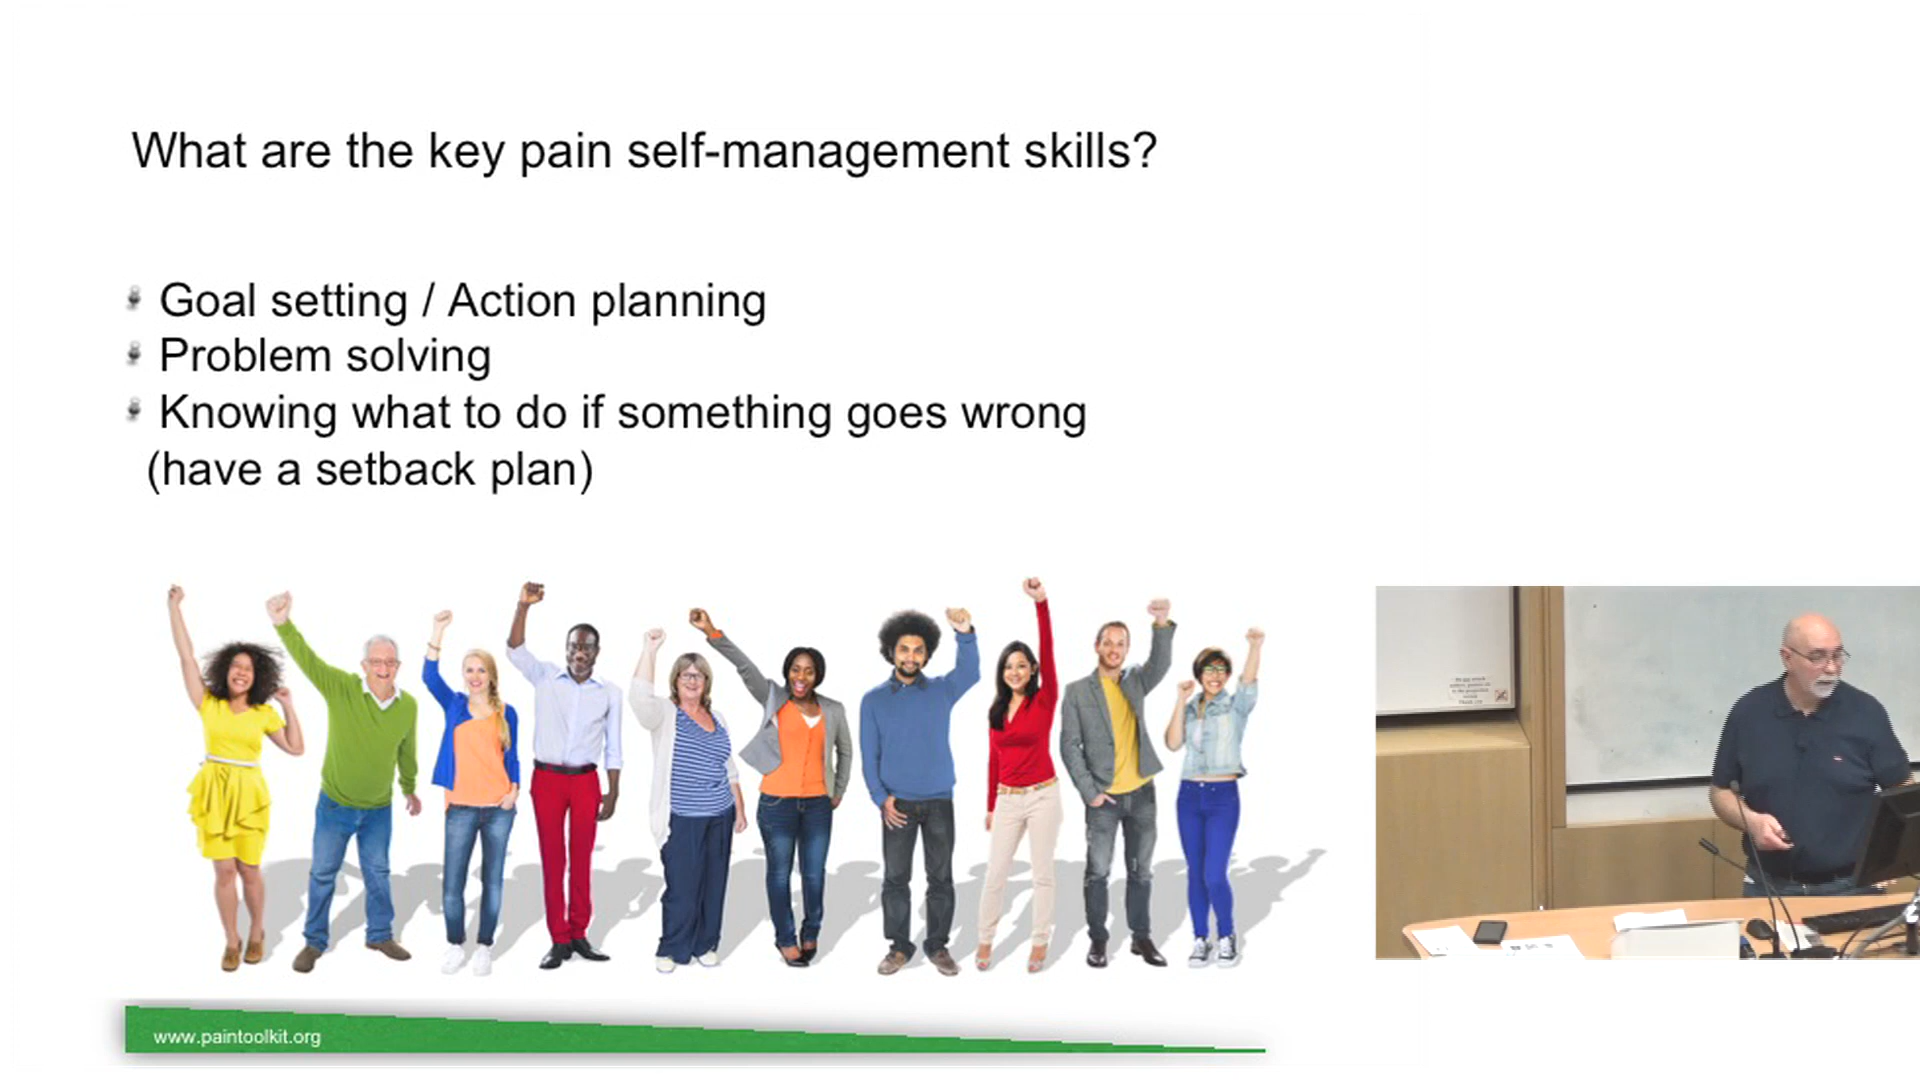 What are the key pain self-management skills?
Goal setting / Action planning
Problem solving
Knowing what to do if something goes wrong
(have a setback plan)
www.paintoolkit.org